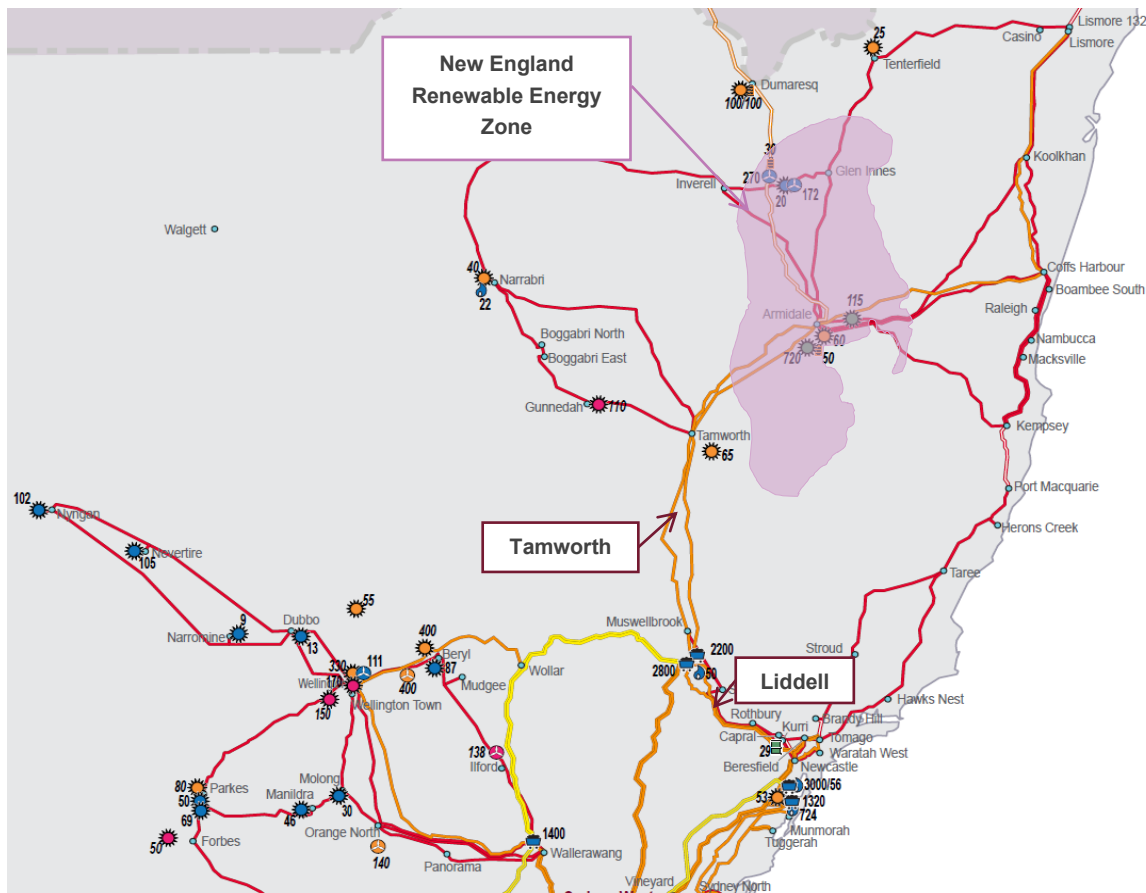 Lismore 132
Casino
Lismore
25
Tenterfield
New England
Renewable Energy
Zone
Dumaresq
100/100
30
Koolkhan
270
Glen Innes
Inverell
20
172
Walgett
40
Narrabri
22
Coffs Harbour
Boambee South
Raleigh
115
Armidale
60
Nambucca
Boggabri North
Macksville
Boggabri East
720
50
Gunnedah
110
Tamworth
Kempsey
65
Port Macquarie
102
Nyngan
Herons Creek
Tamworth
Nevertire
105
Taree
55
9
Dubbo
Narromine
13
Muswellbrook
400
Stroud
Beryl
2200
330
111
87
Wollar
2800
50
170
Wellington
400
Mudgee
Liddell
Wellington Town
Hawks Nest
150
Rothbury
Brandy Hill
Kurri
Capral
Tomago
29
Waratah West
138
Ilford
Beresfield
Newcastle
80
Parkes
Molong
3000/56
50
Manildra
53
1320
69
46
30
724
Orange North
1400
Munmorah
50
Forbes
Tuggerah
140
Panorama
Wallerawang
Vineyard
Sydney North